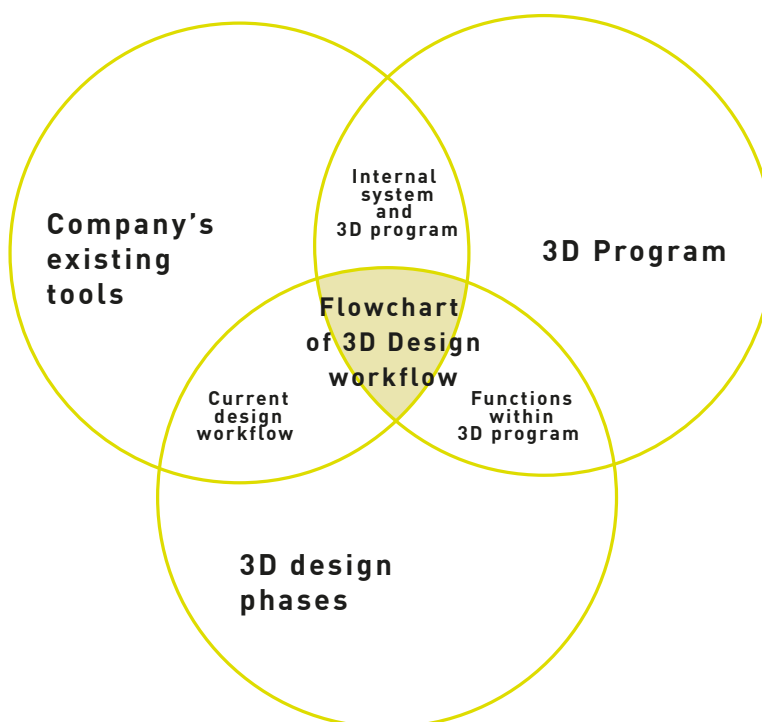 Internal
system
and
3D program
Company’s
existing
tools
3D Program
Flowchart
of 3D Design
workflow
Current
design
workflow
Functions
within
3D program
3D design
phases